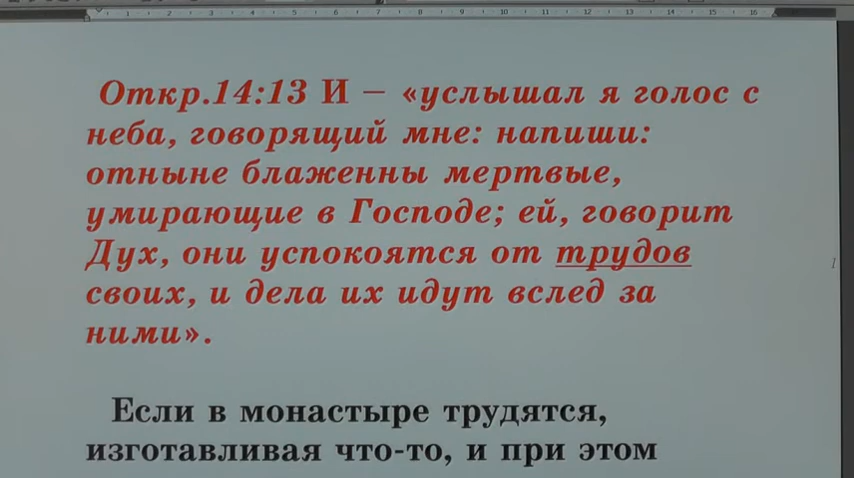 Откр.14:13 И – «услышал я голос с
неба, говорящий мне: напиши:
отныне блаженны мертвые,
умирающие в Господе; ей, говорит
Дух, они успокоятся от трудов
своих, и дела их идут вслед за
ними».
Если в монастыре трудятся,
изготавливая что-то, и при этом